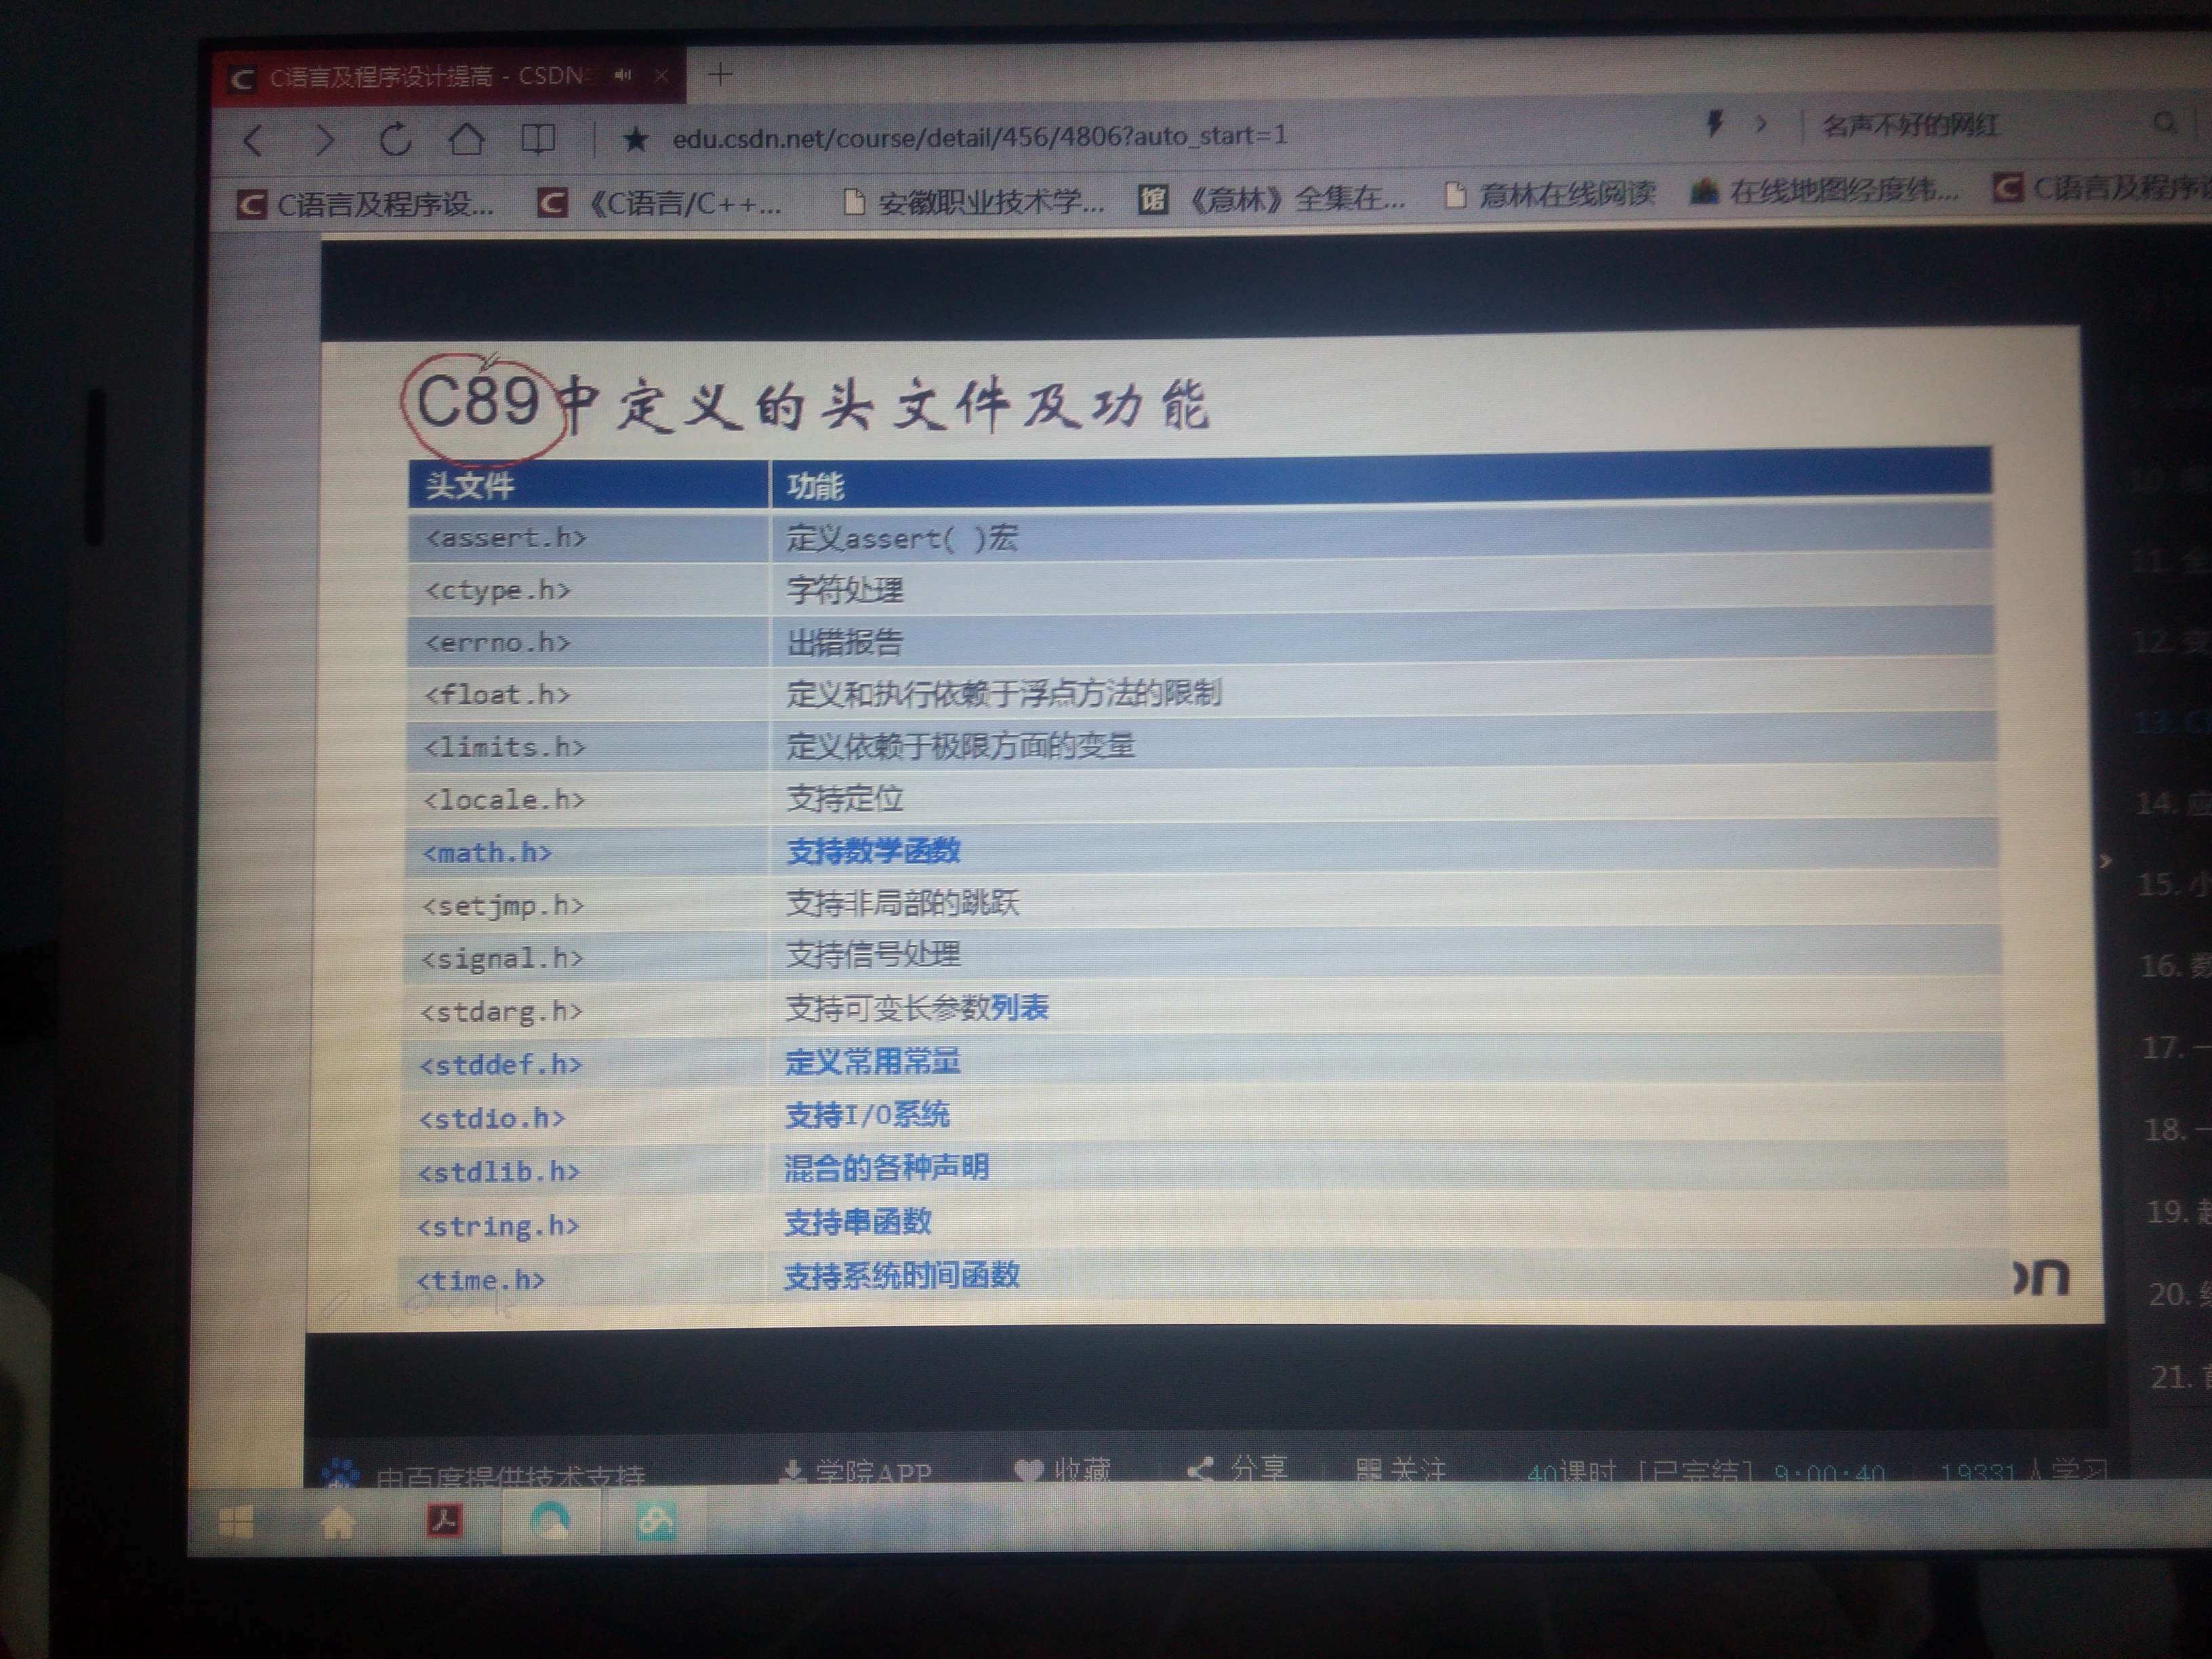 C语言及程序设计提高 - CSDN
edu.csdn.net/course/detail/456/4806?auto_start=1
名声不好的网红
C语言及程序设...
《C语言/C++...
安徽职业技术学...
馆
《意林》全集在...
意林在线阅读
在线地图经度纬...
C语言及程序设
C89中定义的头文件及功能
头文件 功能
<assert.h> 定义assert( )宏
<ctype.h> 字符处理
<errno.h> 出错报告
<float.h> 定义和执行依赖于浮点方法的限制
<limits.h> 定义依赖于极限方面的变量
<locale.h> 支持定位
<math.h> 支持数学函数
<setjmp.h> 支持非局部的跳跃
<signal.h> 支持信号处理
<stdarg.h> 支持可变长参数列表
<stddef.h> 定义常用常量
<stdio.h> 支持I/O系统
<stdlib.h> 混合的各种声明
<string.h> 支持串函数
<time.h> 支持系统时间函数
on
10.
11.
12. 变
13. C
14. 应
15. 小
16. 数
17. 一
18. 一
19.
20.
21.
由百度提供技术支持
学院APP
收藏
分享
关注
40课时 [已完结] 9:00:40
19331人学习